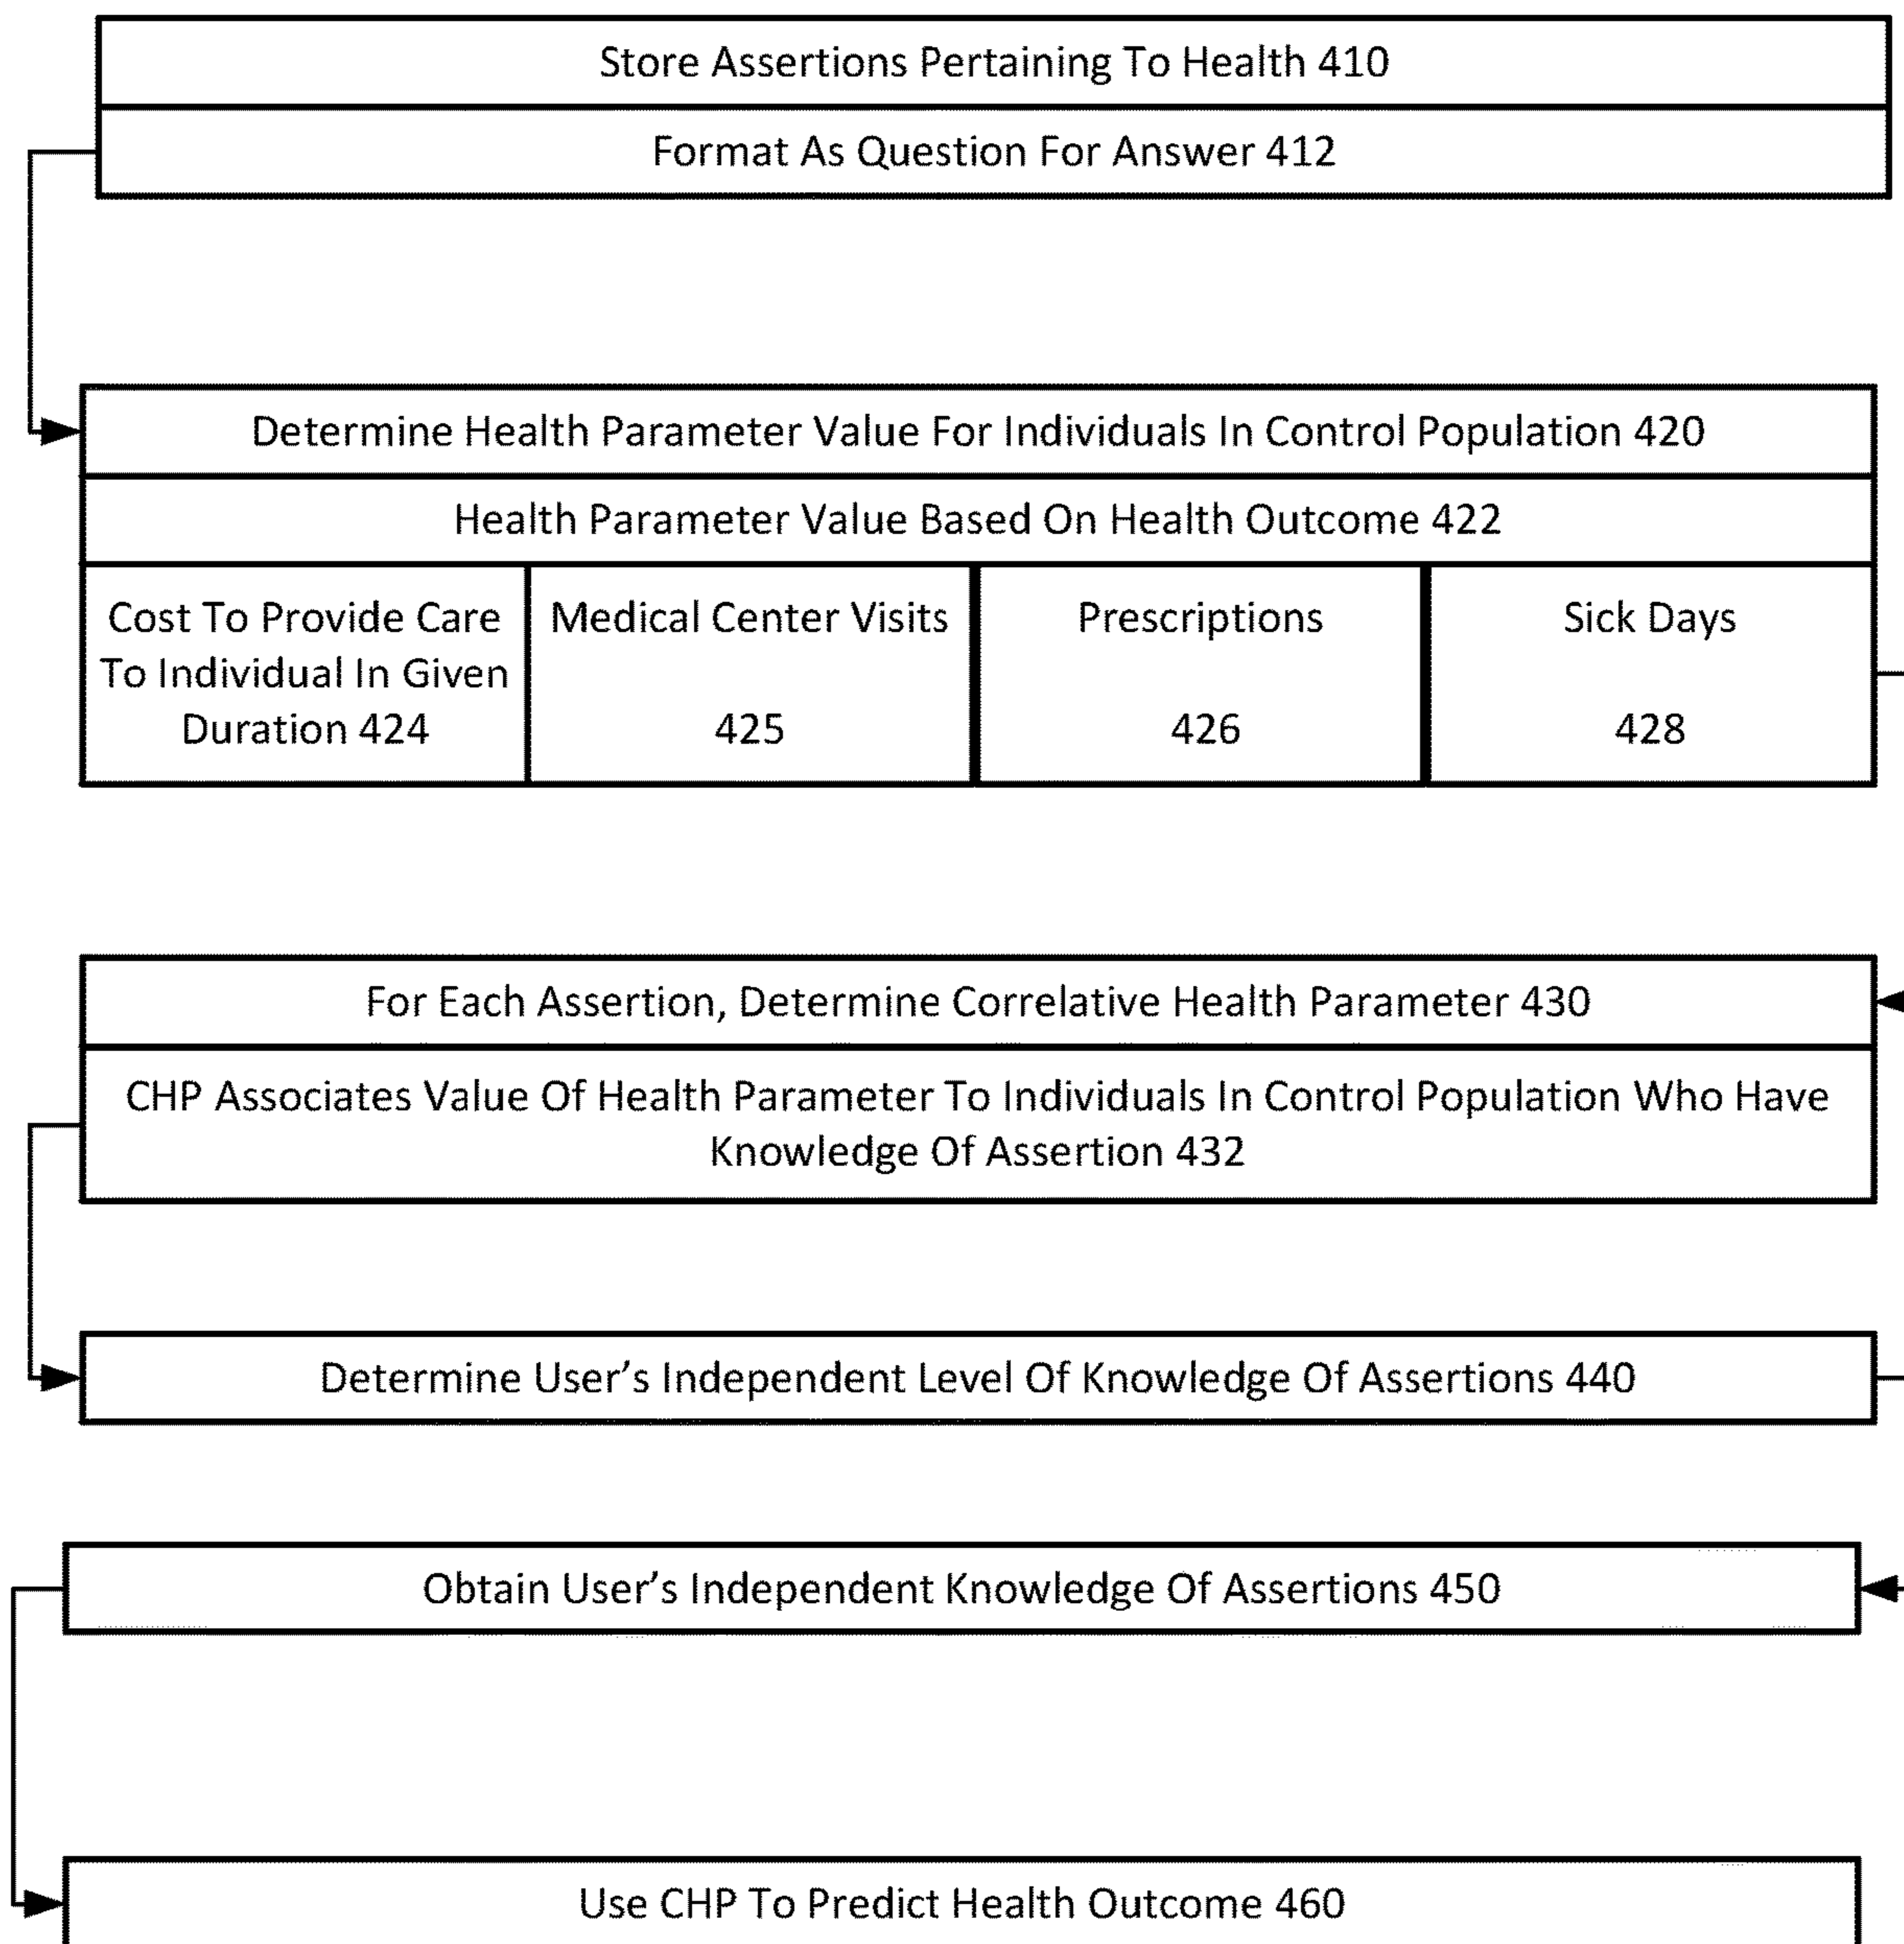 Store Assertions Pertaining To Health 410
Format As Question For Answer 412
Determine Health Parameter Value For Individuals In Control Population 420
Health Parameter Value Based On Health Outcome 422
Cost To Provide Care
To Individual In Given
Duration 424
Medical Center Visits
425
Prescriptions
426
Sick Days
428
For Each Assertion, Determine Correlative Health Parameter 430
CHP Associates Value Of Health Parameter To Individuals In Control Population Who Have
Knowledge Of Assertion 432
Determine User’s Independent Level Of Knowledge Of Assertions 440
Obtain User’s Independent Knowledge Of Assertions 450
Use CHP To Predict Health Outcome 460